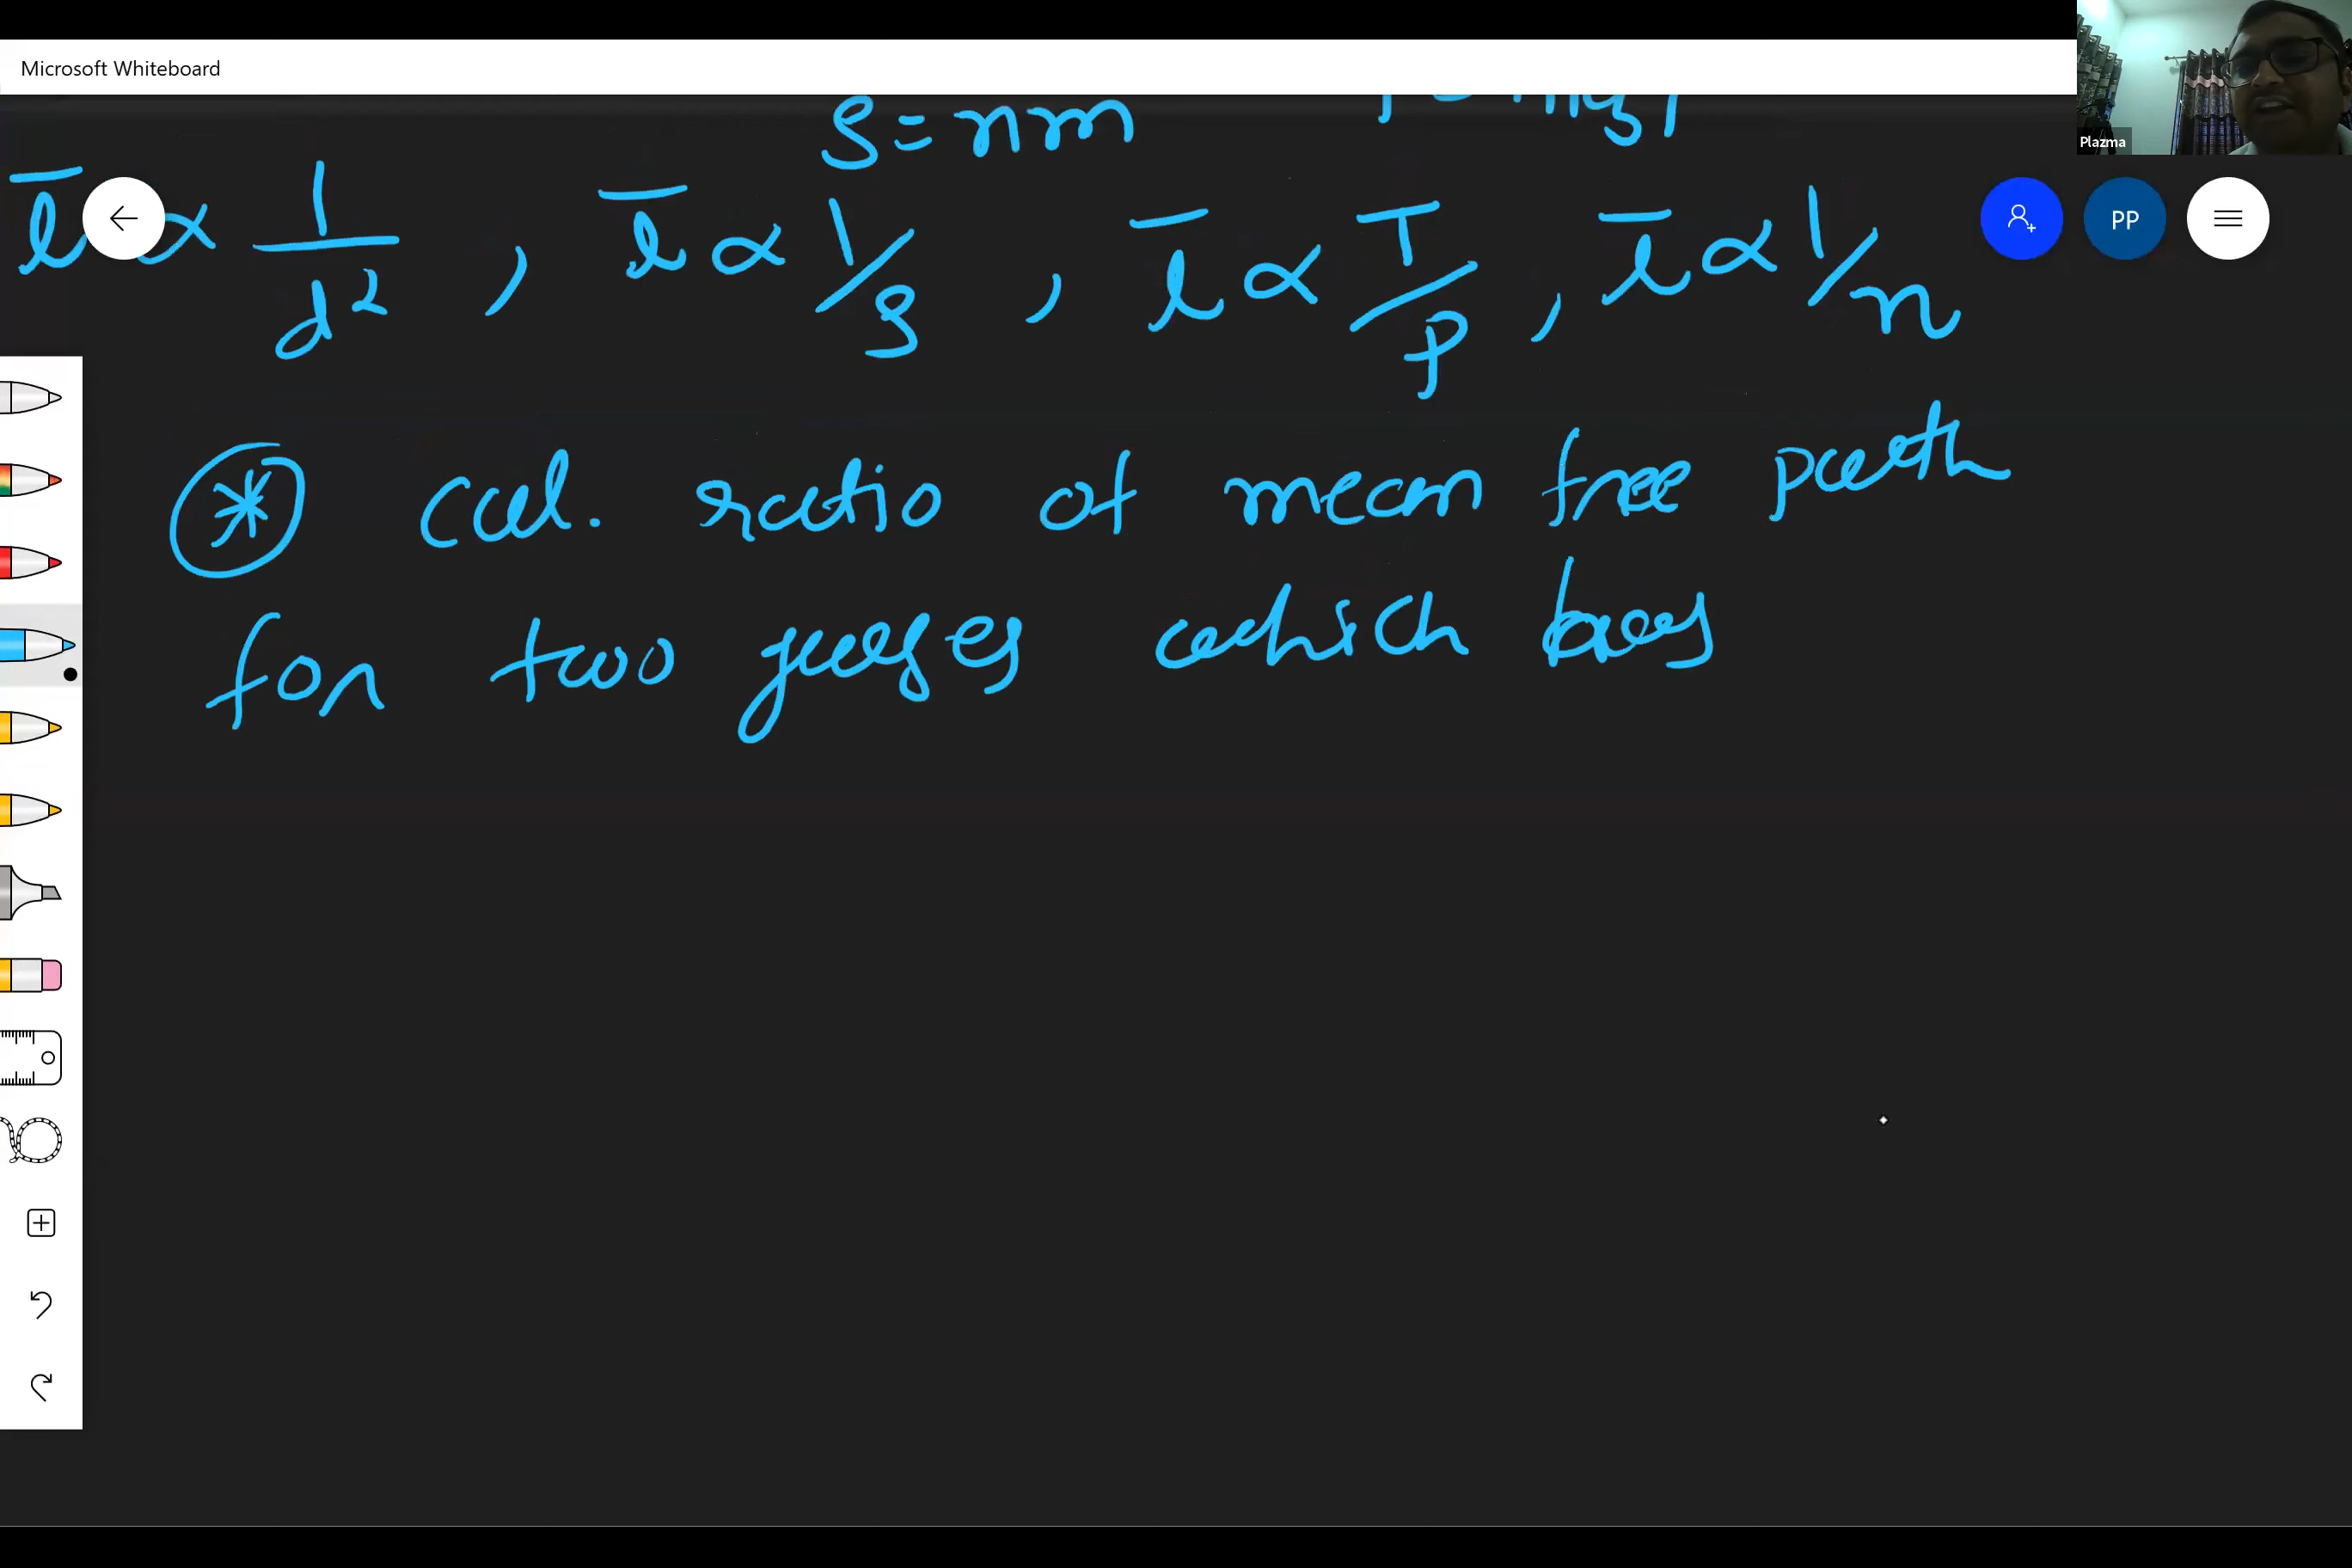 Microsoft Whiteboard
Plazma
PP
ρ = nm
l̅ ∝ 1/d² , l̅ ∝ 1/ρ , l̅ ∝ T/P , l̅ ∝ 1/n
* Cal. ratio of mean free path
for two gases which has